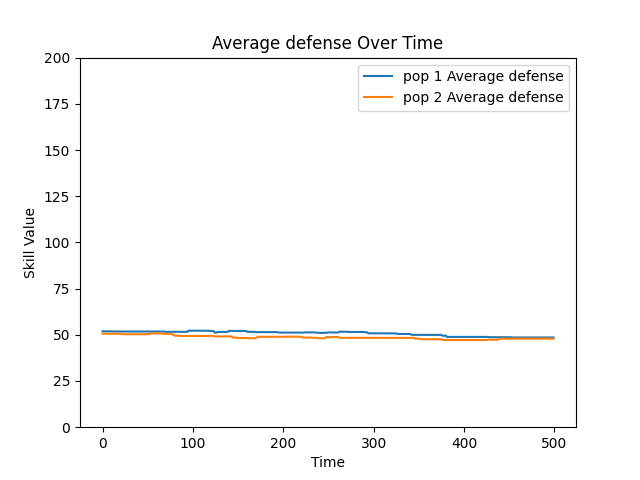 Average defense Over Time
pop 1 Average defense
pop 2 Average defense
200
175
150
125
100
75
50
25
0
Skill Value
0 100 200 300 400 500
Time